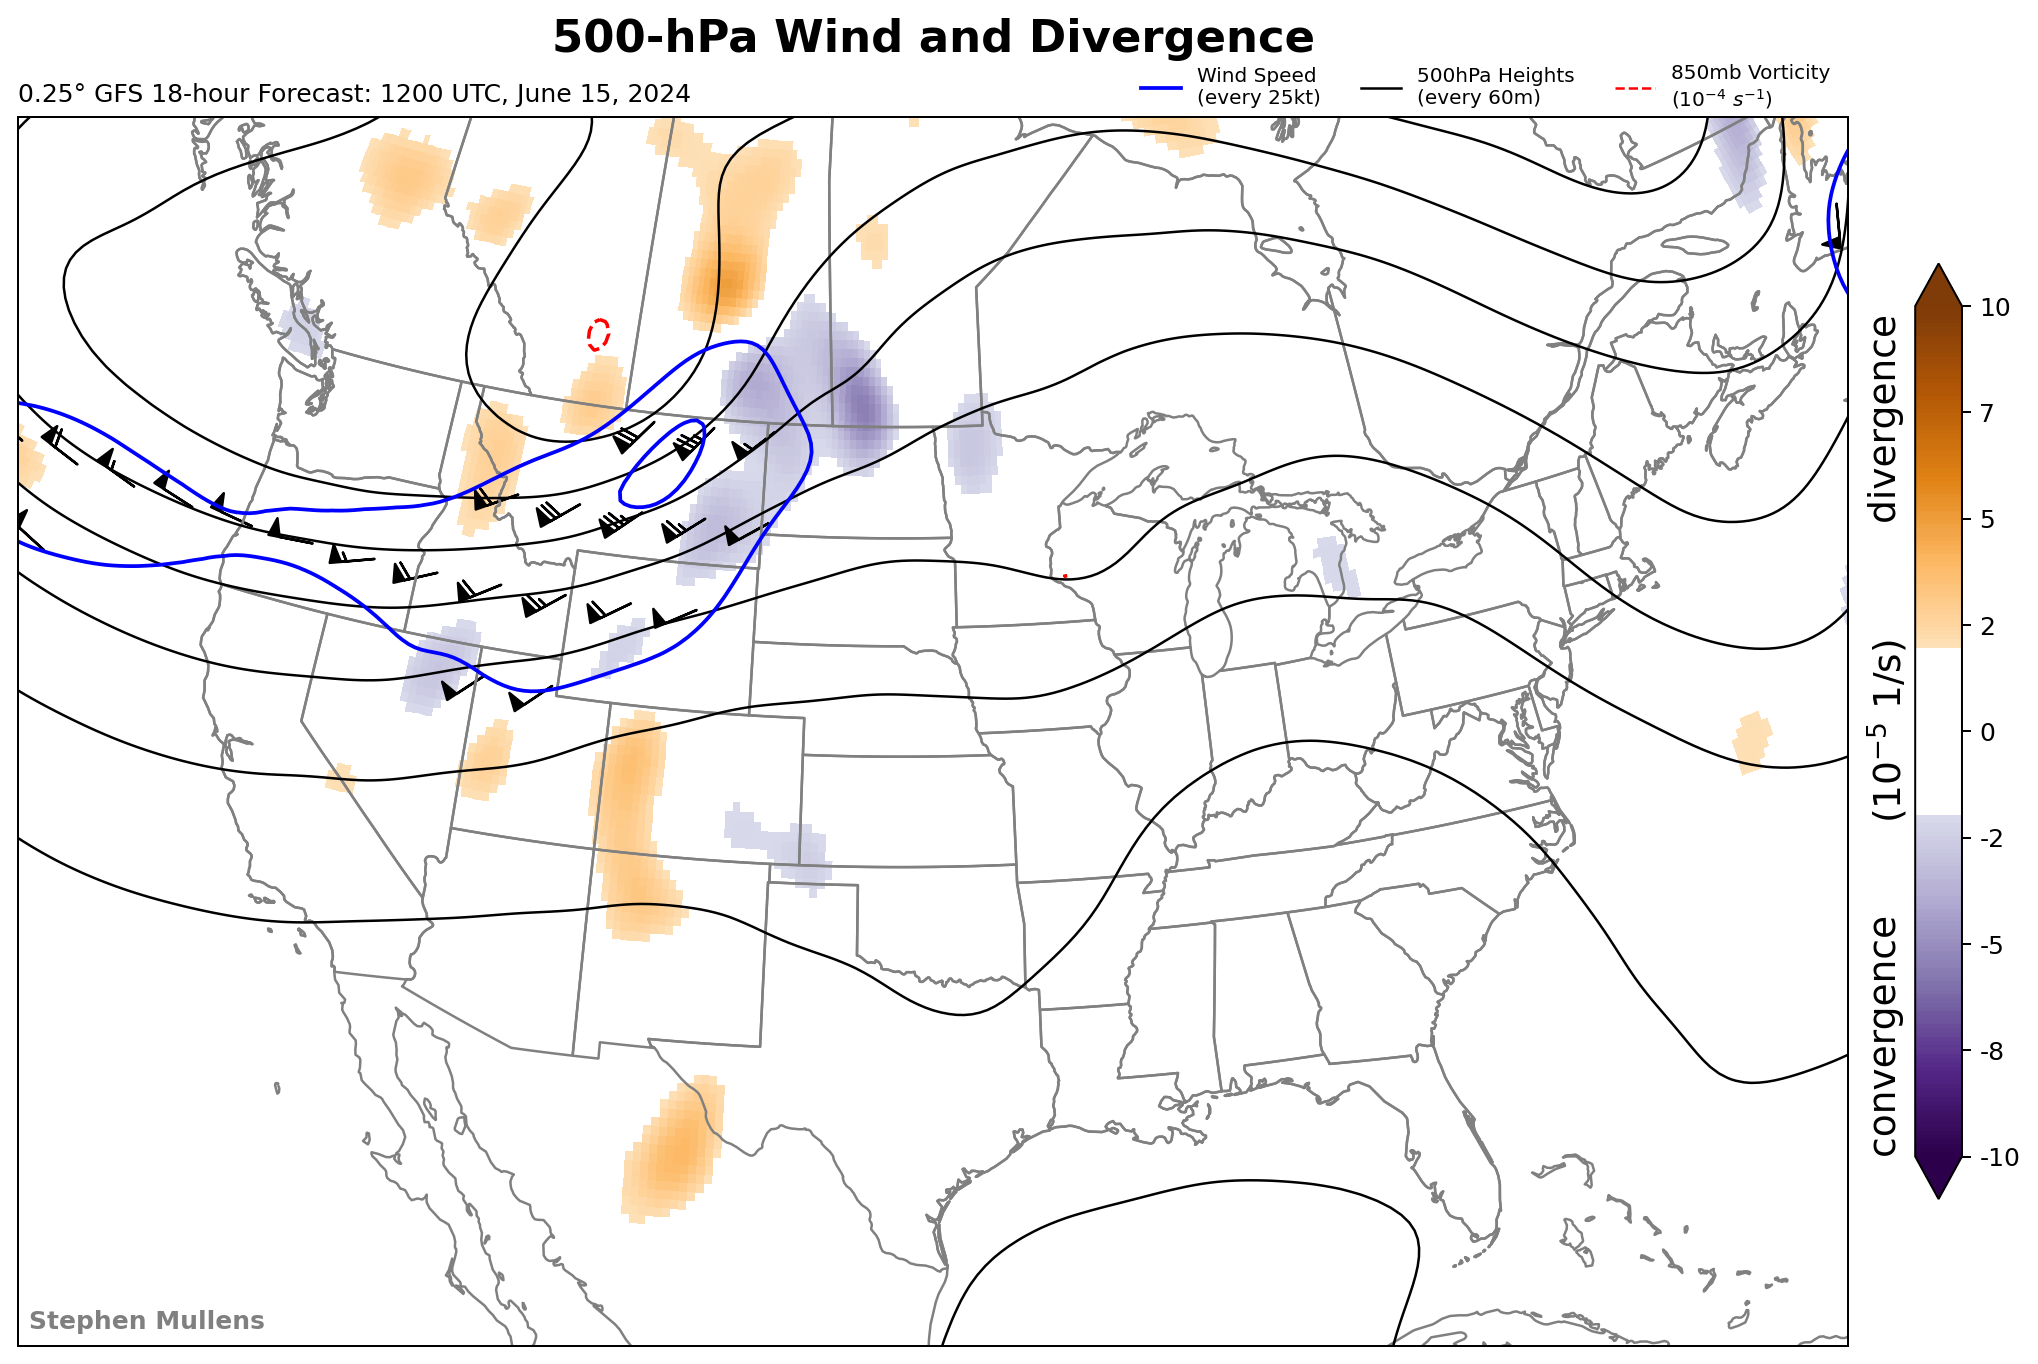 500-hPa Wind and Divergence
0.25° GFS 18-hour Forecast: 1200 UTC, June 15, 2024
Wind Speed
(every 25kt)
500hPa Heights
(every 60m)
850mb Vorticity
(10⁻⁴ s⁻¹)
10
7
5
2
0
-2
-5
-8
-10
convergence (10⁻⁵ 1/s) divergence
Stephen Mullens